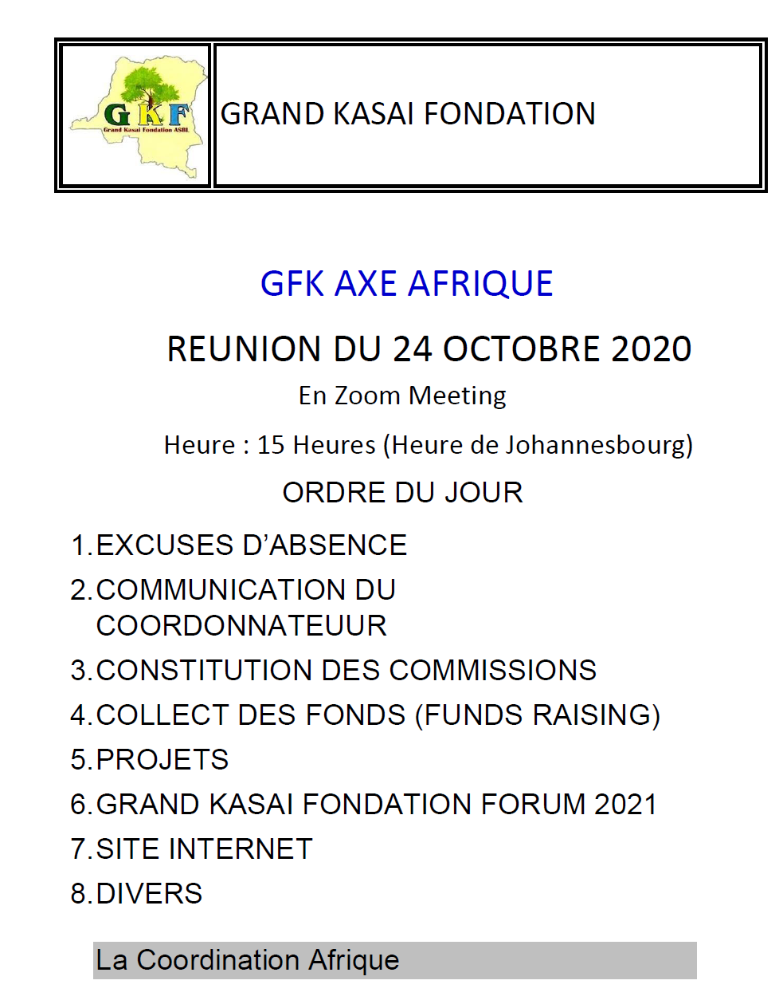 GKF
Grand Kasai Fondation ASBL
GRAND KASAI FONDATION
GFK AXE AFRIQUE
REUNION DU 24 OCTOBRE 2020
En Zoom Meeting
Heure : 15 Heures (Heure de Johannesbourg)
ORDRE DU JOUR
1.EXCUSES D’ABSENCE
2.COMMUNICATION DU
COORDONNATEUUR
3.CONSTITUTION DES COMMISSIONS
4.COLLECT DES FONDS (FUNDS RAISING)
5.PROJETS
6.GRAND KASAI FONDATION FORUM 2021
7.SITE INTERNET
8.DIVERS
La Coordination Afrique